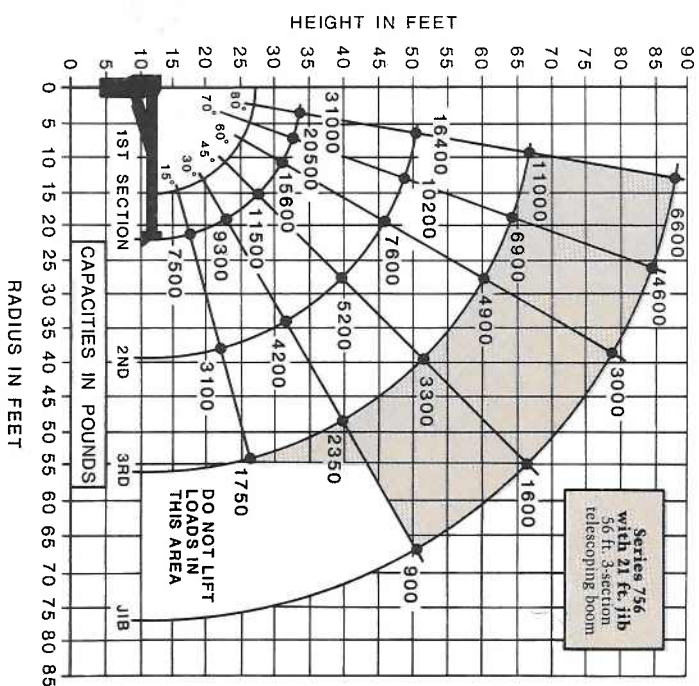 HEIGHT IN FEET
0 5 10 15 20 25 30 35 40 45 50 55 60 65 70 75 80 85 90
Series 756
with 21 ft. jib
56 ft. 3-section
telescoping boom
80° 70° 60° 45° 30° 15°
31000 20500 15600 11500 9300 7500
16400 10200 7600 5200 4200 3100
11000 6900 4900 3300 2350 1750
6600 4600 3000 1600 900
DO NOT LIFT
LOADS IN
THIS AREA
1ST SECTION 2ND 3RD JIB
CAPACITIES IN POUNDS
0 5 10 15 20 25 30 35 40 45 50 55 60 65 70 75 80 85
RADIUS IN FEET